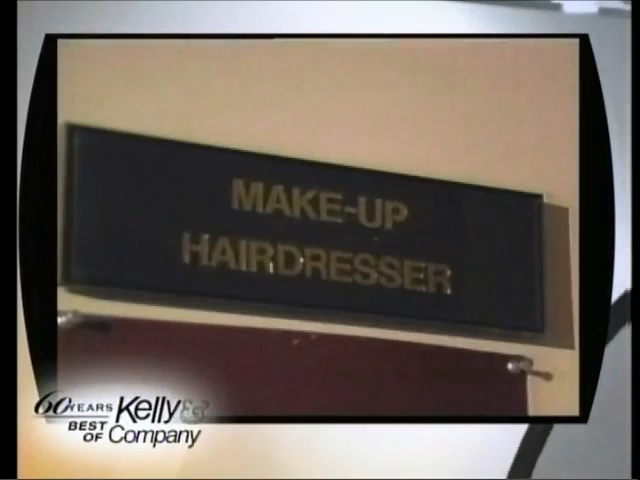 MAKE-UP
HAIRDRESSER
60 YEARS Kelly &
BEST OF Company